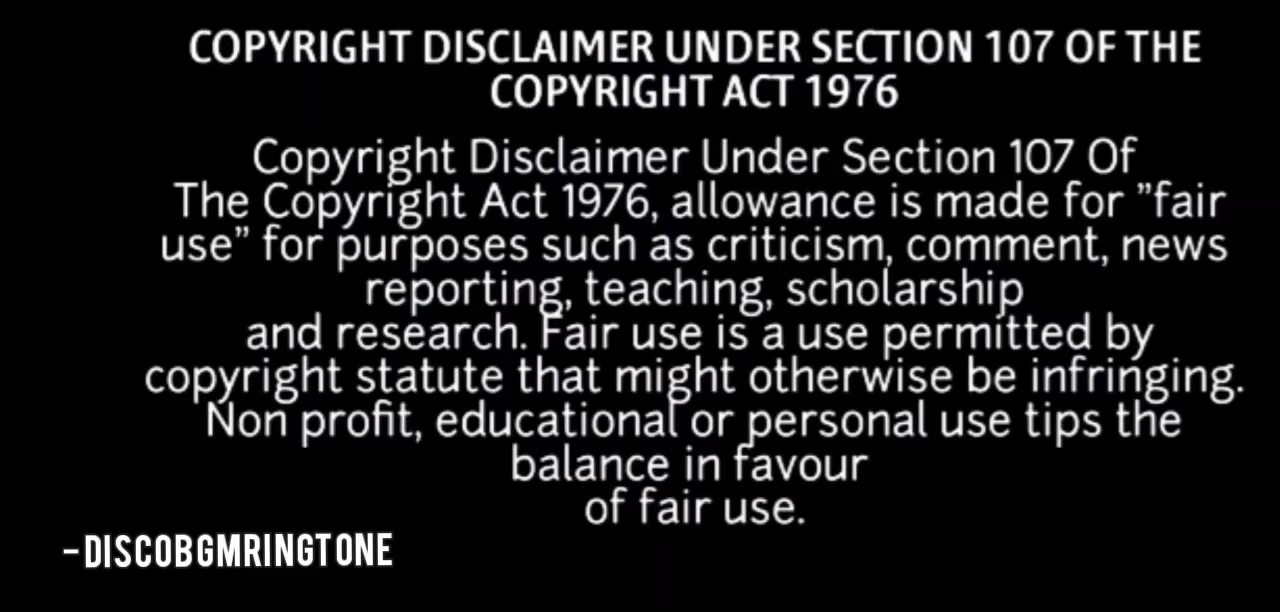 COPYRIGHT DISCLAIMER UNDER SECTION 107 OF THE
COPYRIGHT ACT 1976
Copyright Disclaimer Under Section 107 Of
The Copyright Act 1976, allowance is made for ”fair
use” for purposes such as criticism, comment, news
reporting, teaching, scholarship
and research. Fair use is a use permitted by
copyright statute that might otherwise be infringing.
Non profit, educational or personal use tips the
balance in favour
of fair use.
- DISCOBGMRINGTONE